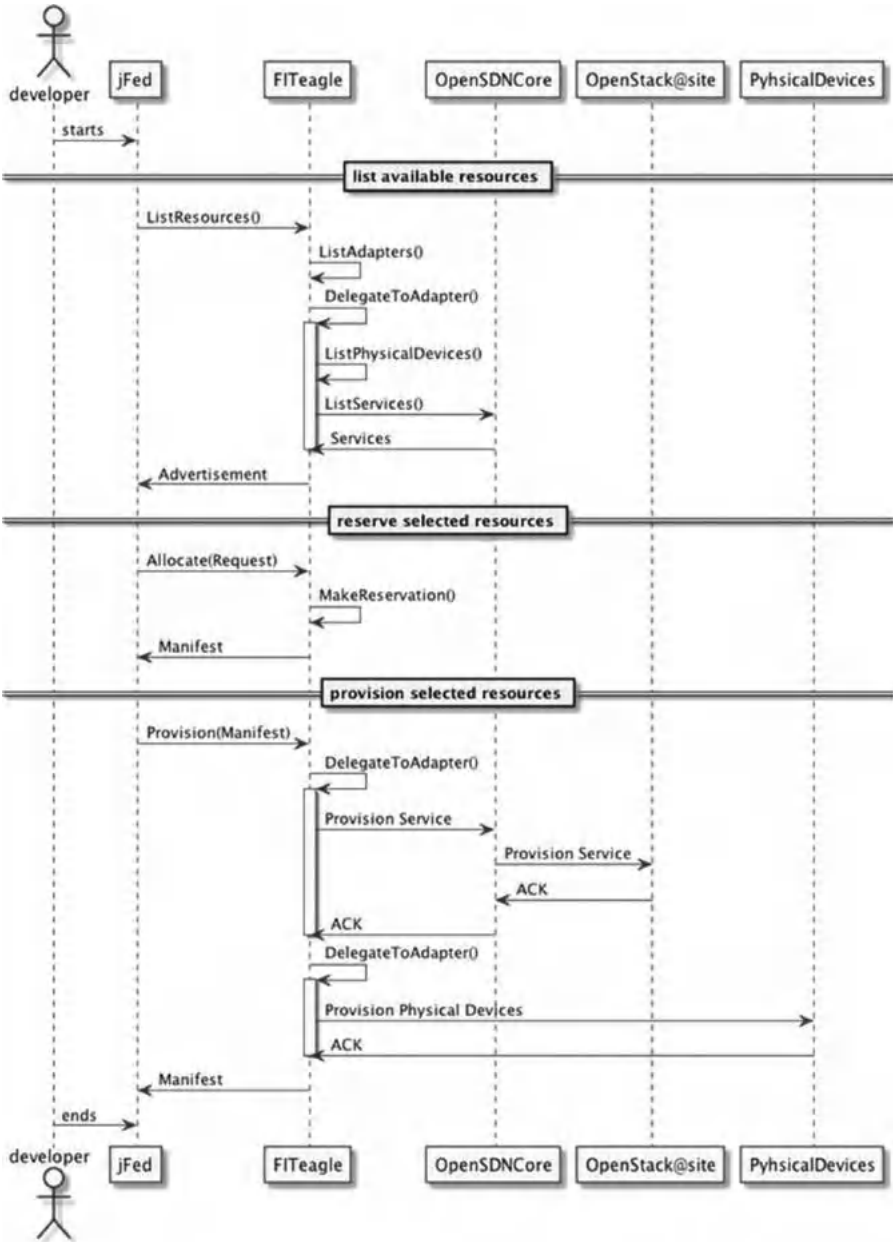 developer
jFed
FITeagle
OpenSDNCore
OpenStack@site
PyhsicalDevices
starts
list available resources
ListResources()
ListAdapters()
DelegateToAdapter()
ListPhysicalDevices()
ListServices()
Services
Advertisement
reserve selected resources
Allocate(Request)
MakeReservation()
Manifest
provision selected resources
Provision(Manifest)
DelegateToAdapter()
Provision Service
Provision Service
ACK
ACK
DelegateToAdapter()
Provision Physical Devices
ACK
Manifest
ends
developer
jFed
FITeagle
OpenSDNCore
OpenStack@site
PyhsicalDevices